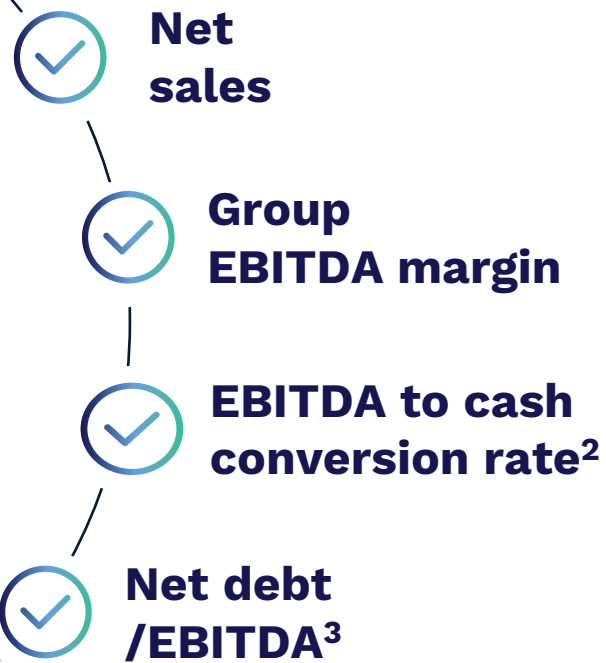 Net
sales
Group
EBITDA margin
EBITDA to cash
conversion rate²
Net debt
/EBITDA³